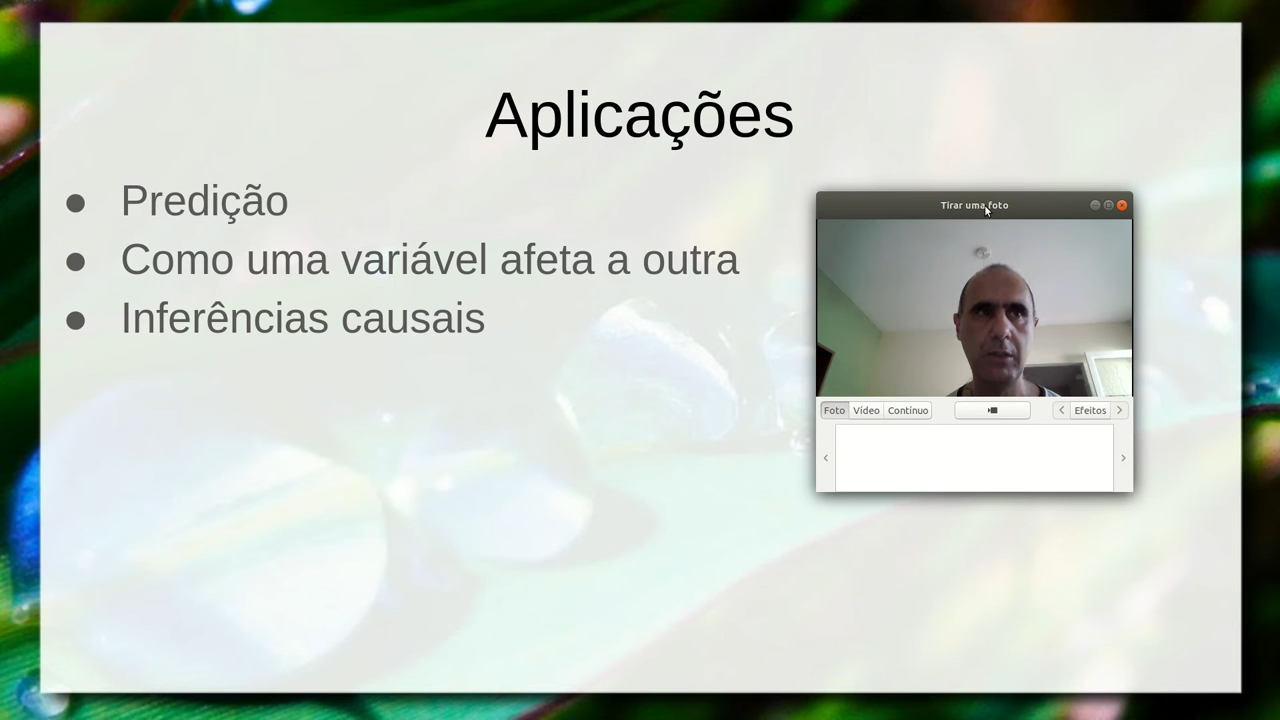 Aplicações
● Predição
● Como uma variável afeta a outra
● Inferências causais
Tirar uma foto
Foto Vídeo Contínuo Efeitos